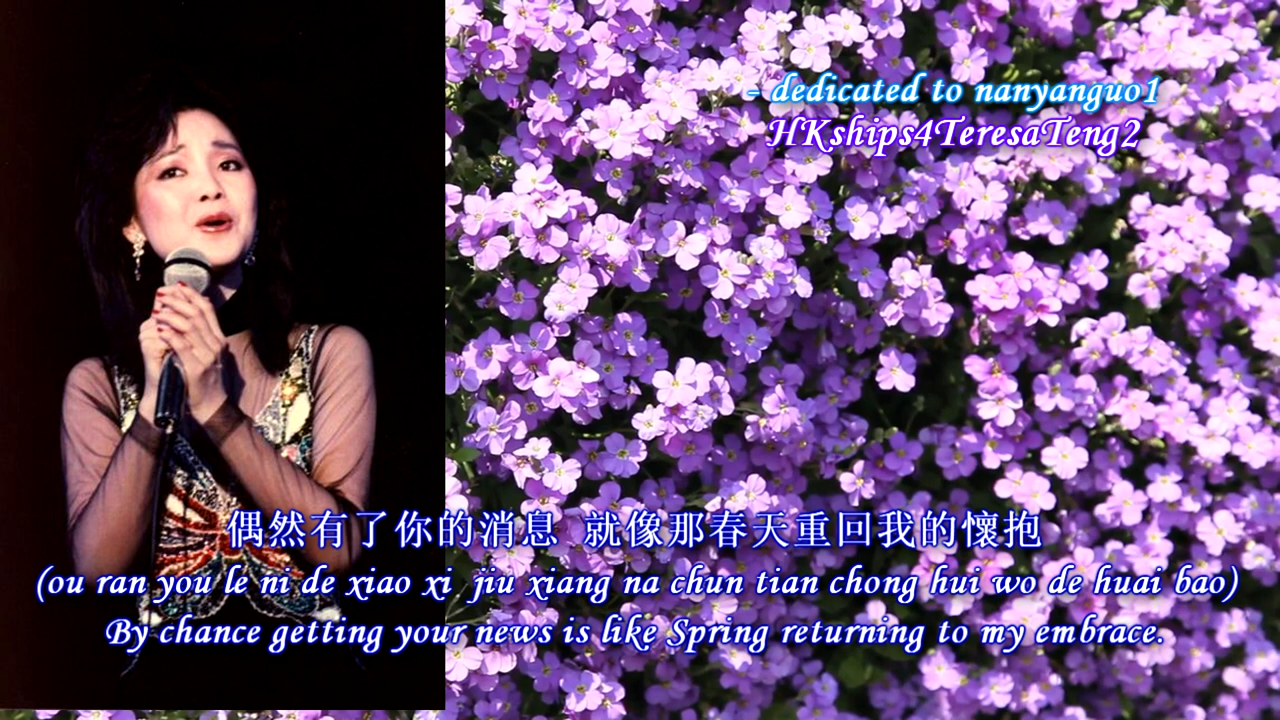 - dedicated to nanyanguo1
HKships4TeresaTeng2
偶然有了你的消息 就像那春天重回我的懷抱
(ou ran you le ni de xiao xi jiu xiang na chun tian chong hui wo de huai bao)
By chance getting your news is like Spring returning to my embrace.